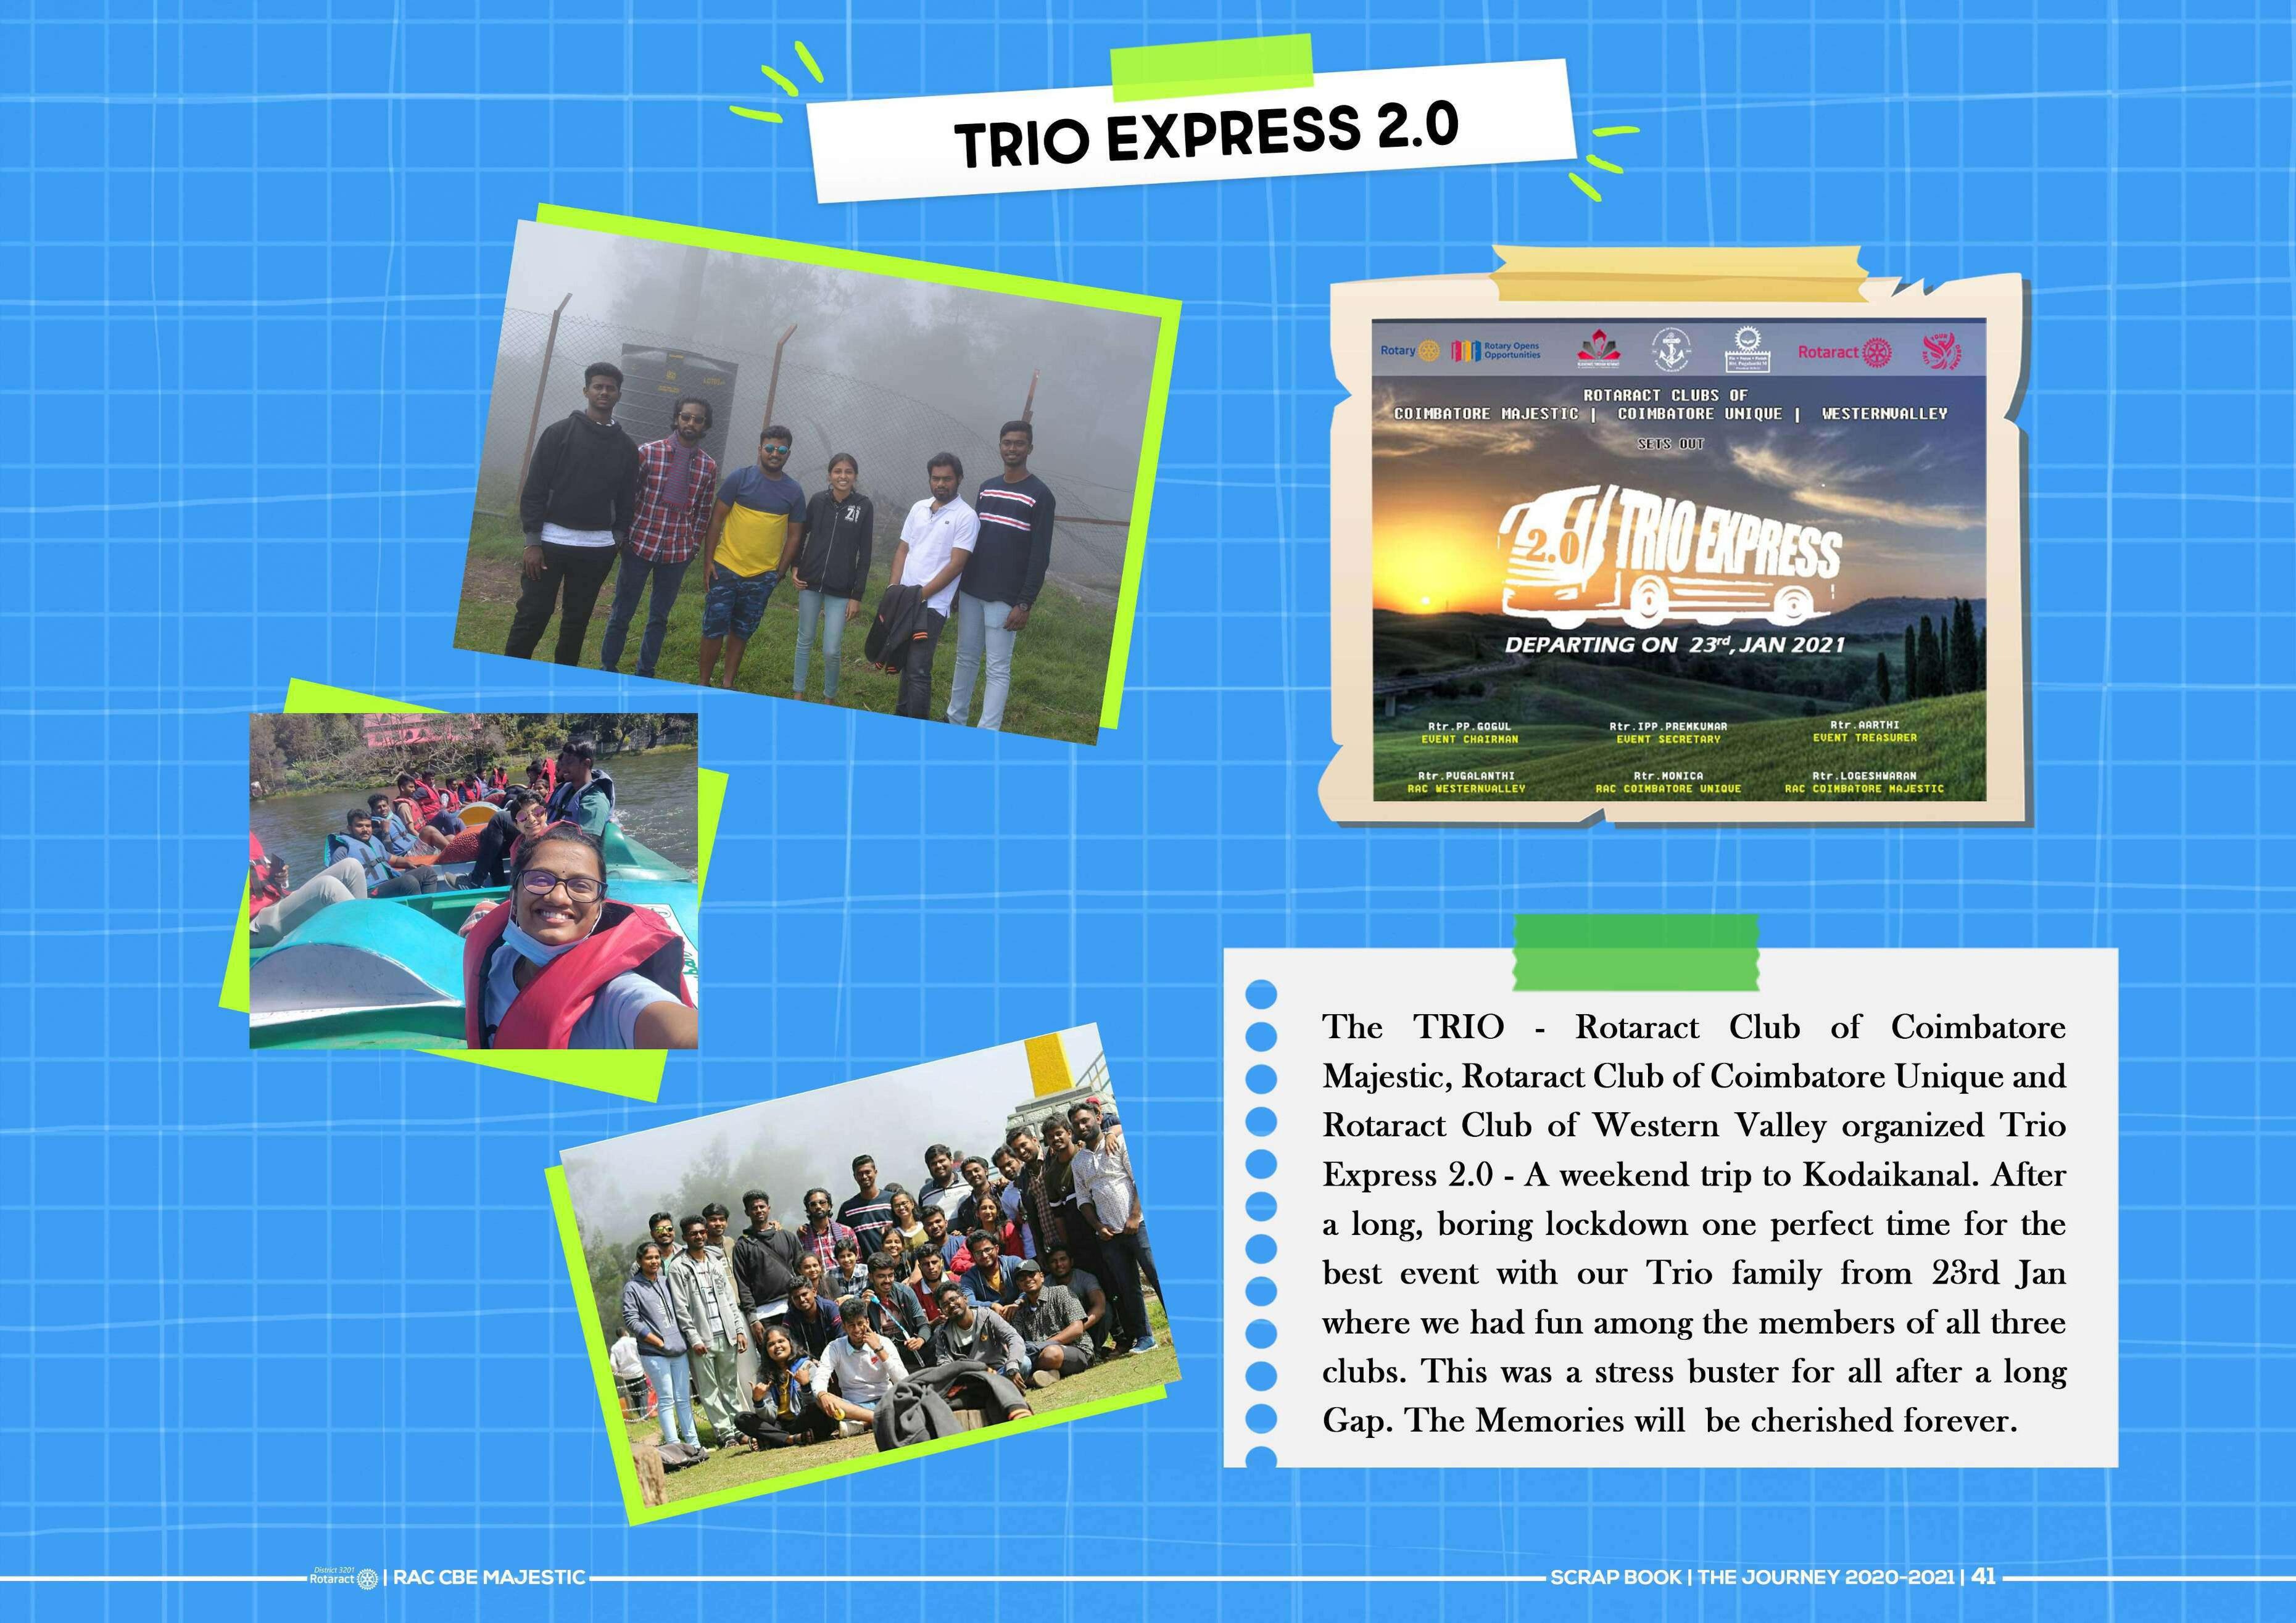 TRIO EXPRESS 2.0
Rotary
Rotary Opens
Opportunities
Rotaract
ROTARACT CLUBS OF
COIMBATORE MAJESTIC | COIMBATORE UNIQUE | WESTERNVALLEY
SETS OUT
2.0 TRIO EXPRESS
DEPARTING ON 23rd, JAN 2021
Rtr.PP.GOGUL
EVENT CHAIRMAN
Rtr.IPP.PREMKUMAR
EVENT SECRETARY
Rtr.AARTHI
EVENT TREASURER
Rtr.PUGALANTHI
RAC WESTERNVALLEY
Rtr.MONICA
RAC COIMBATORE UNIQUE
Rtr.LOGESHWARAN
RAC COIMBATORE MAJESTIC
The TRIO - Rotaract Club of Coimbatore
Majestic, Rotaract Club of Coimbatore Unique and
Rotaract Club of Western Valley organized Trio
Express 2.0 - A weekend trip to Kodaikanal. After
a long, boring lockdown one perfect time for the
best event with our Trio family from 23rd Jan
where we had fun among the members of all three
clubs. This was a stress buster for all after a long
Gap. The Memories will be cherished forever.
District 3201
Rotaract | RAC CBE MAJESTIC
SCRAP BOOK | THE JOURNEY 2020-2021 | 41